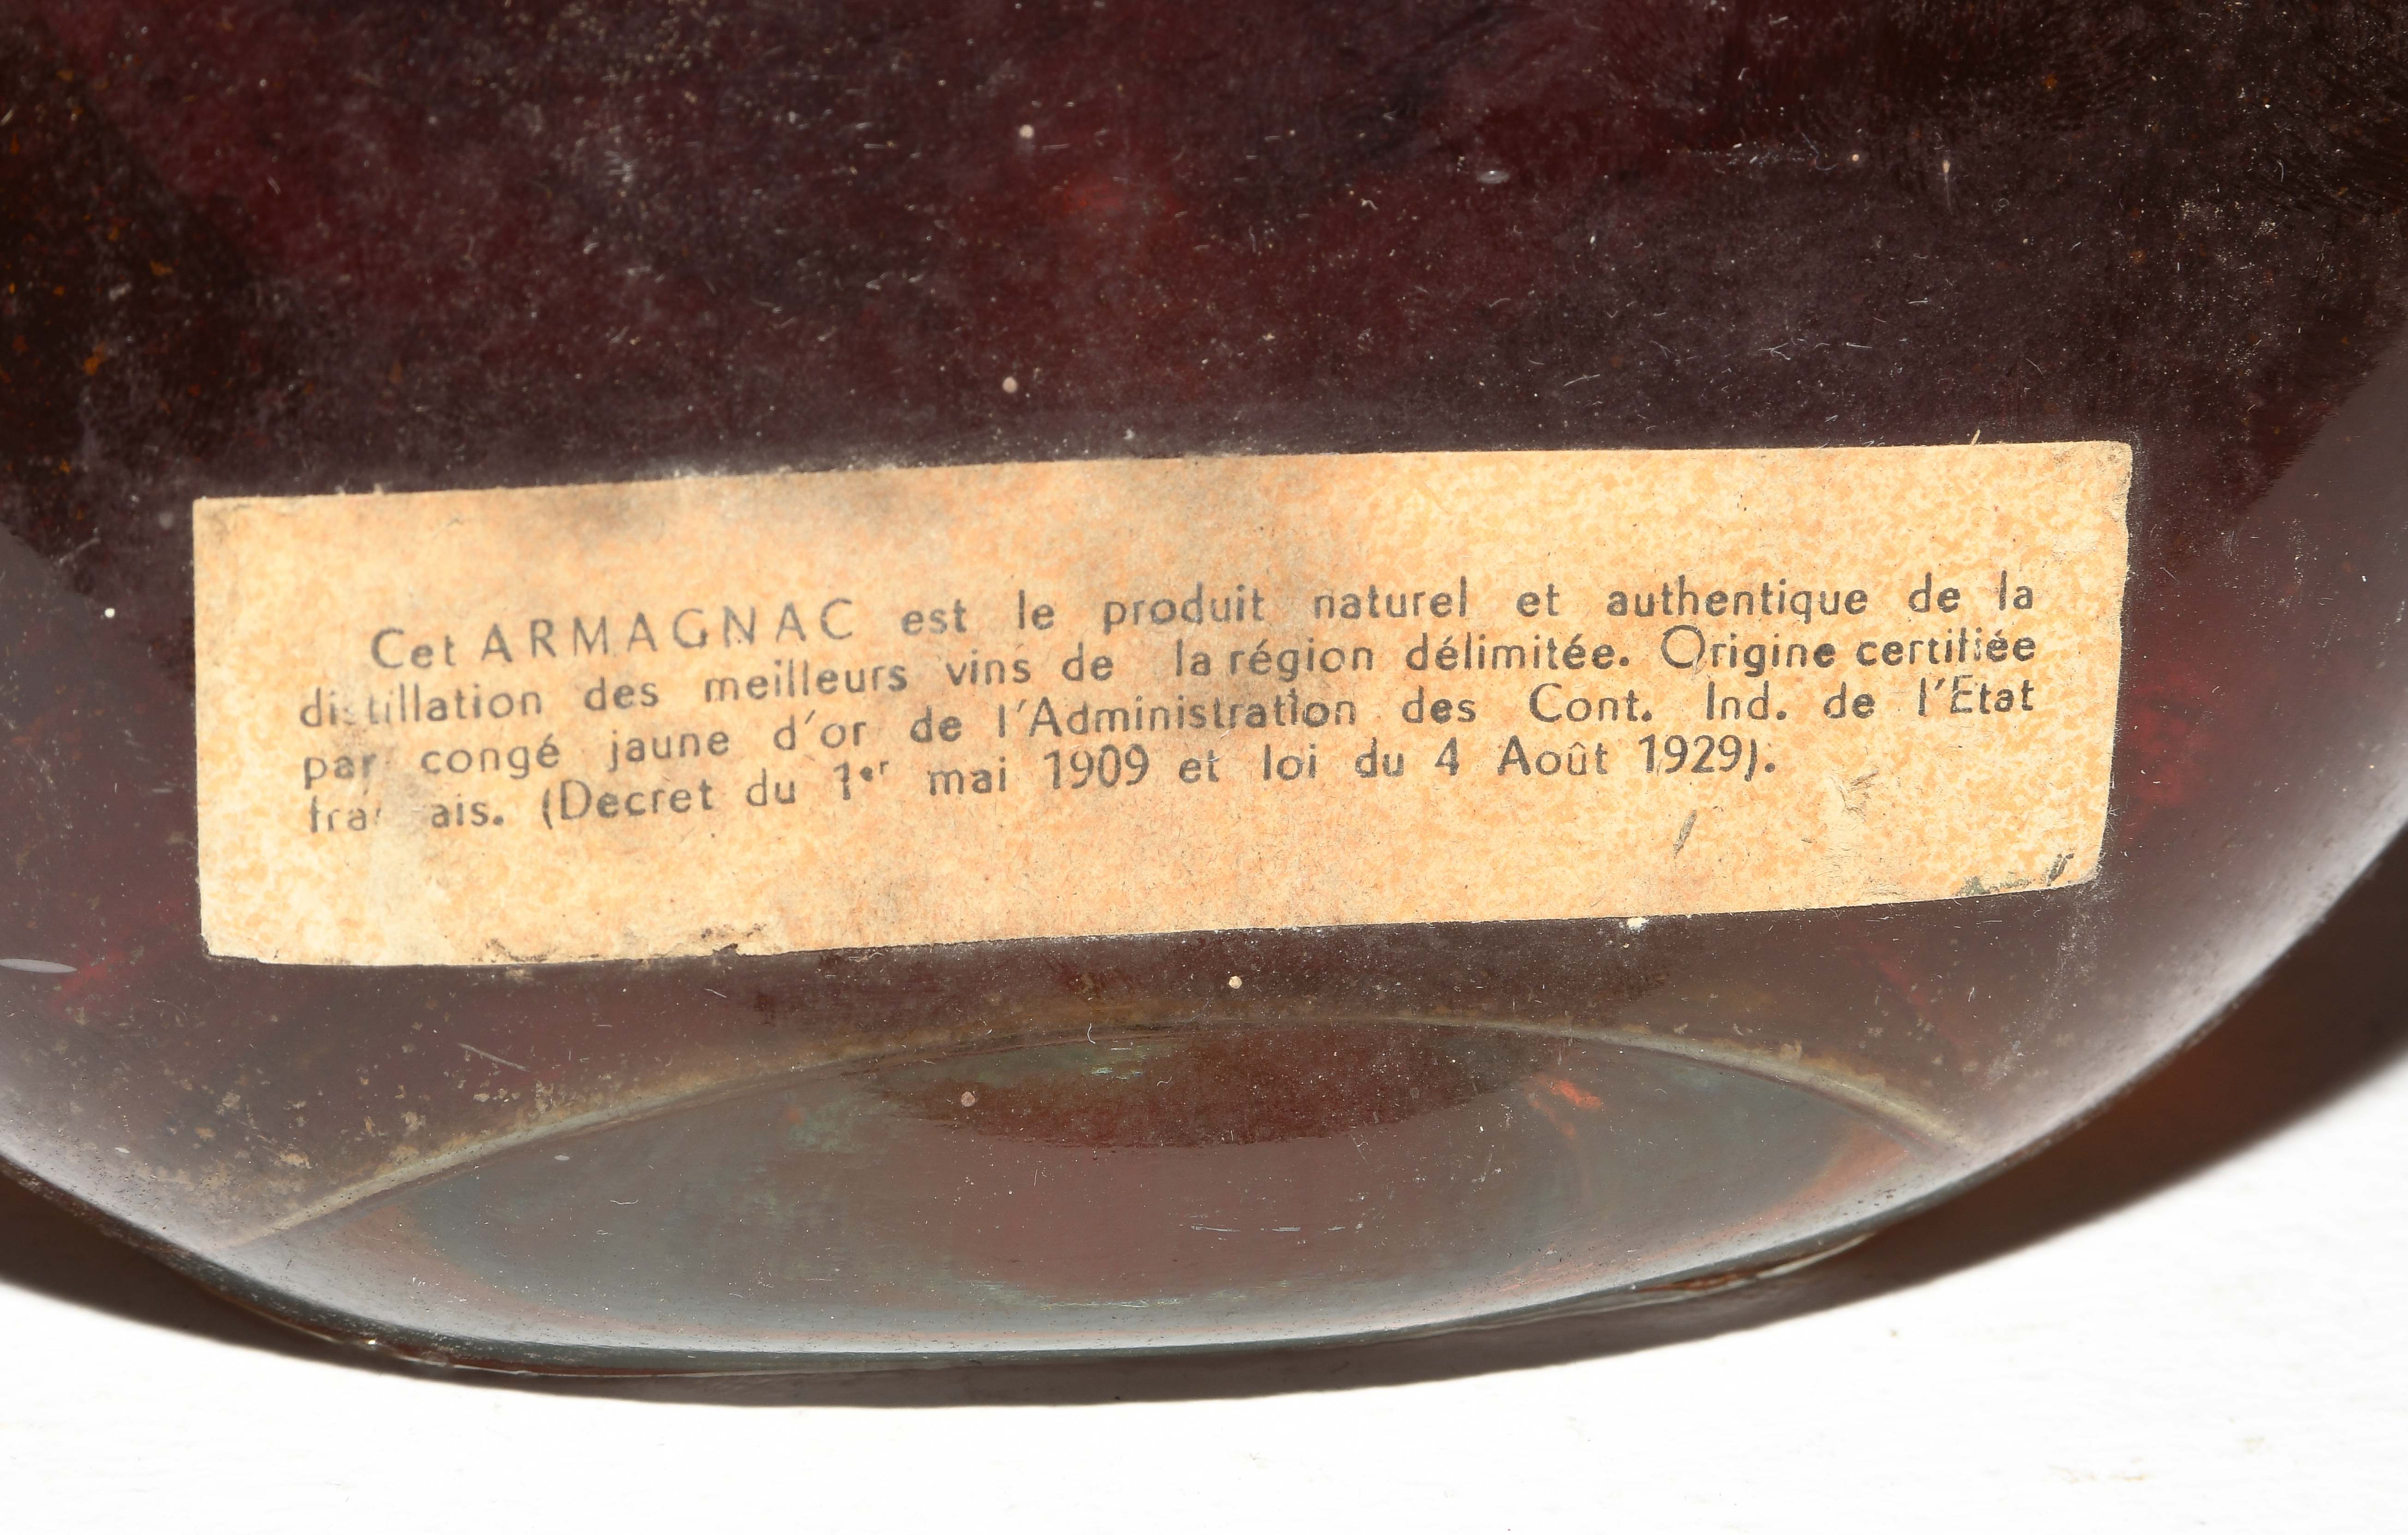 Cet ARMAGNAC est le produit naturel et authentique de la
distillation des meilleurs vins de la région délimitée. Origine certifiée
par congé jaune d'or de l'Administration des Cont. Ind. de l'Etat
français. (Decret du 1er mai 1909 et loi du 4 Août 1929).